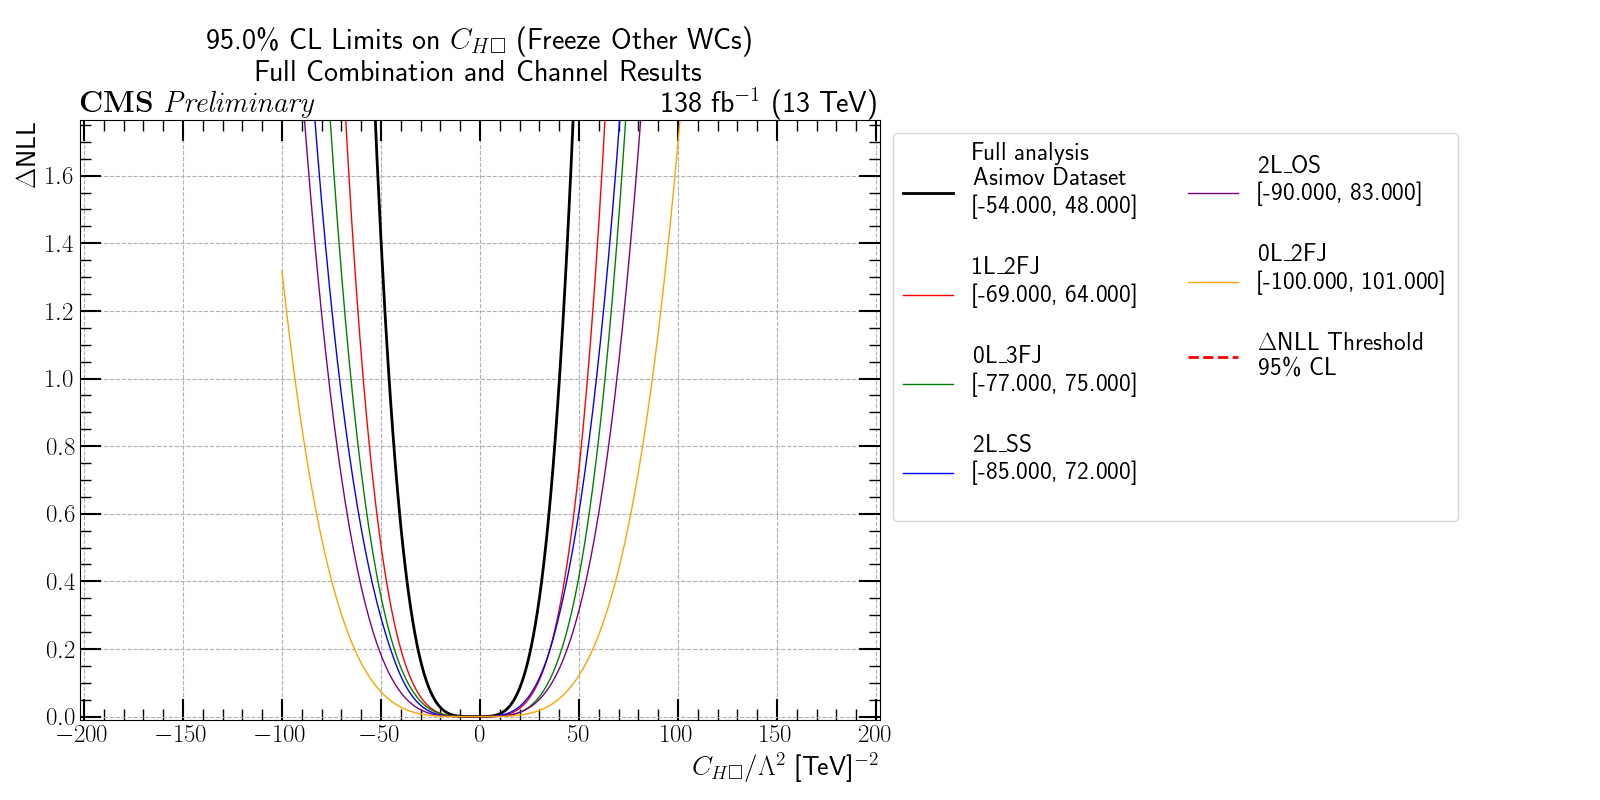 95.0% CL Limits on C_{H□} (Freeze Other WCs)
Full Combination and Channel Results
CMS Preliminary
138 fb⁻¹ (13 TeV)
ΔNLL
1.6
1.4
1.2
1.0
0.8
0.6
0.4
0.2
0.0
−200 −150 −100 −50 0 50 100 150 200
C_{H□}/Λ² [TeV]⁻²
Full analysis
Asimov Dataset
[-54.000, 48.000]
1L_2FJ
[-69.000, 64.000]
0L_3FJ
[-77.000, 75.000]
2L_SS
[-85.000, 72.000]
2L_OS
[-90.000, 83.000]
0L_2FJ
[-100.000, 101.000]
ΔNLL Threshold
95% CL